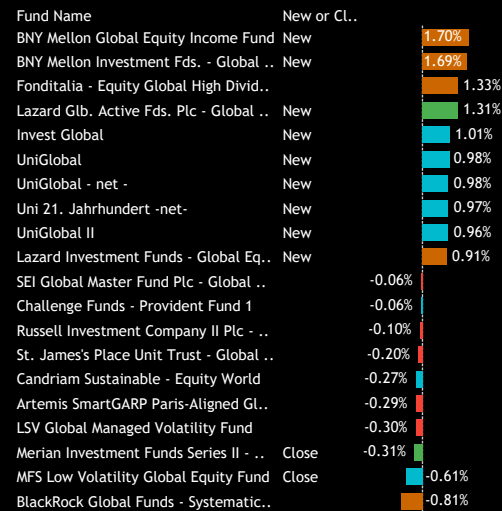 Fund Name New or Cl..
BNY Mellon Global Equity Income Fund New 1.70%
BNY Mellon Investment Fds. - Global .. New 1.69%
Fonditalia - Equity Global High Divid.. 1.33%
Lazard Glb. Active Fds. Plc - Global .. New 1.31%
Invest Global New 1.01%
UniGlobal New 0.98%
UniGlobal - net - New 0.98%
Uni 21. Jahrhundert -net- New 0.97%
UniGlobal II New 0.96%
Lazard Investment Funds - Global Eq.. New 0.91%
SEI Global Master Fund Plc - Global .. -0.06%
Challenge Funds - Provident Fund 1 -0.06%
Russell Investment Company II Plc - .. -0.10%
St. James's Place Unit Trust - Global .. -0.20%
Candriam Sustainable - Equity World -0.27%
Artemis SmartGARP Paris-Aligned Gl.. -0.29%
LSV Global Managed Volatility Fund -0.30%
Merian Investment Funds Series II - .. Close -0.31%
MFS Low Volatility Global Equity Fund Close -0.61%
BlackRock Global Funds - Systematic.. -0.81%